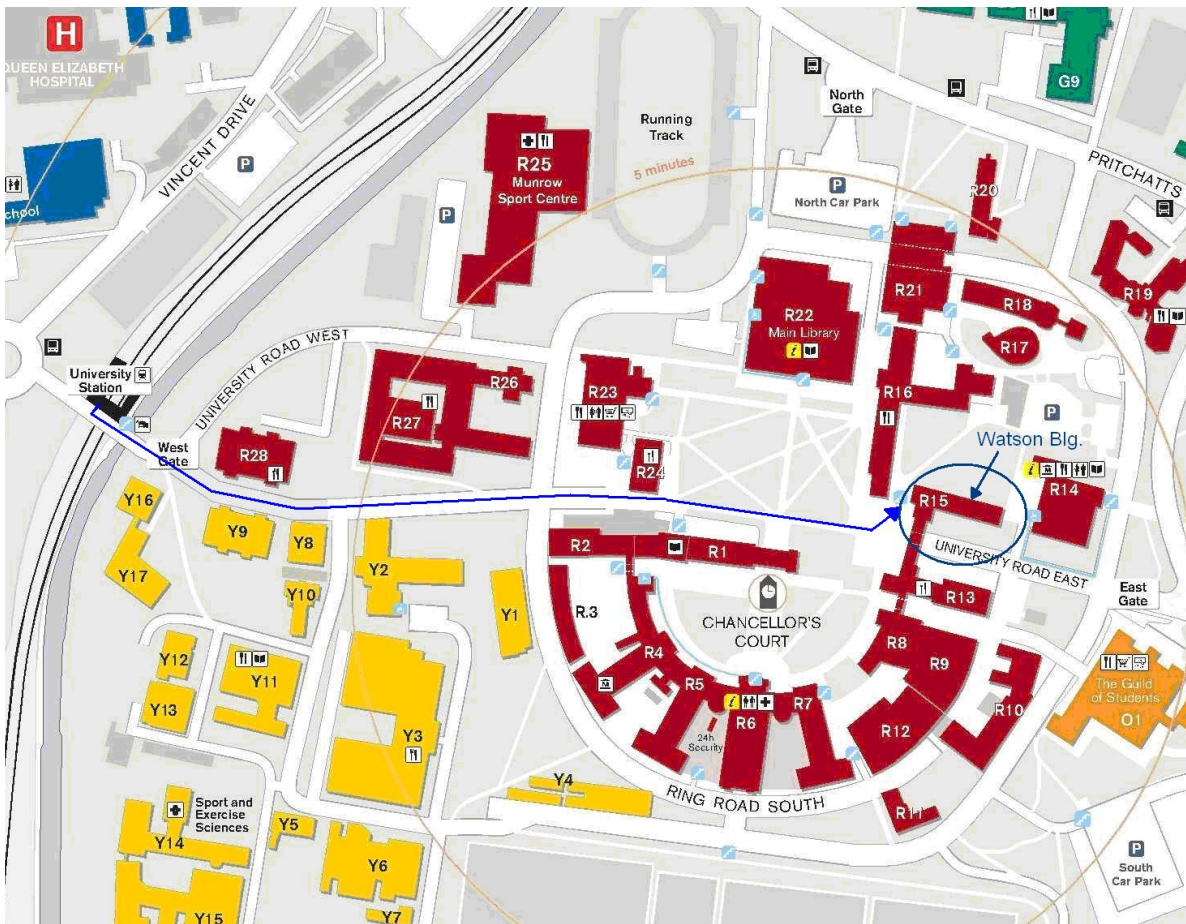 H
QUEEN ELIZABETH
HOSPITAL
VINCENT DRIVE
P
chool
R25
Munrow
Sport Centre
P
Running
Track
5 minutes
North
Gate
P
North Car Park
G9
PRITCHATTS
R20
R21
R18
R19
R17
R22
Main Library
i
R16
P
Watson Blg.
i
R14
R15
UNIVERSITY ROAD EAST
R13
East
Gate
University
Station
UNIVERSITY ROAD WEST
West
Gate
R28
R27
R26
R23
R24
R2
R1
R.3
R4
R5
R6
R7
R8
R9
R10
R12
R11
i
24h
Security
CHANCELLOR'S
COURT
RING ROAD SOUTH
The Guild
of Students
O1
P
South
Car Park
Y16
Y17
Y9
Y8
Y10
Y2
Y1
Y12
Y13
Y11
Y3
Y4
Sport and
Exercise
Sciences
Y14
Y5
Y6
Y15
Y7